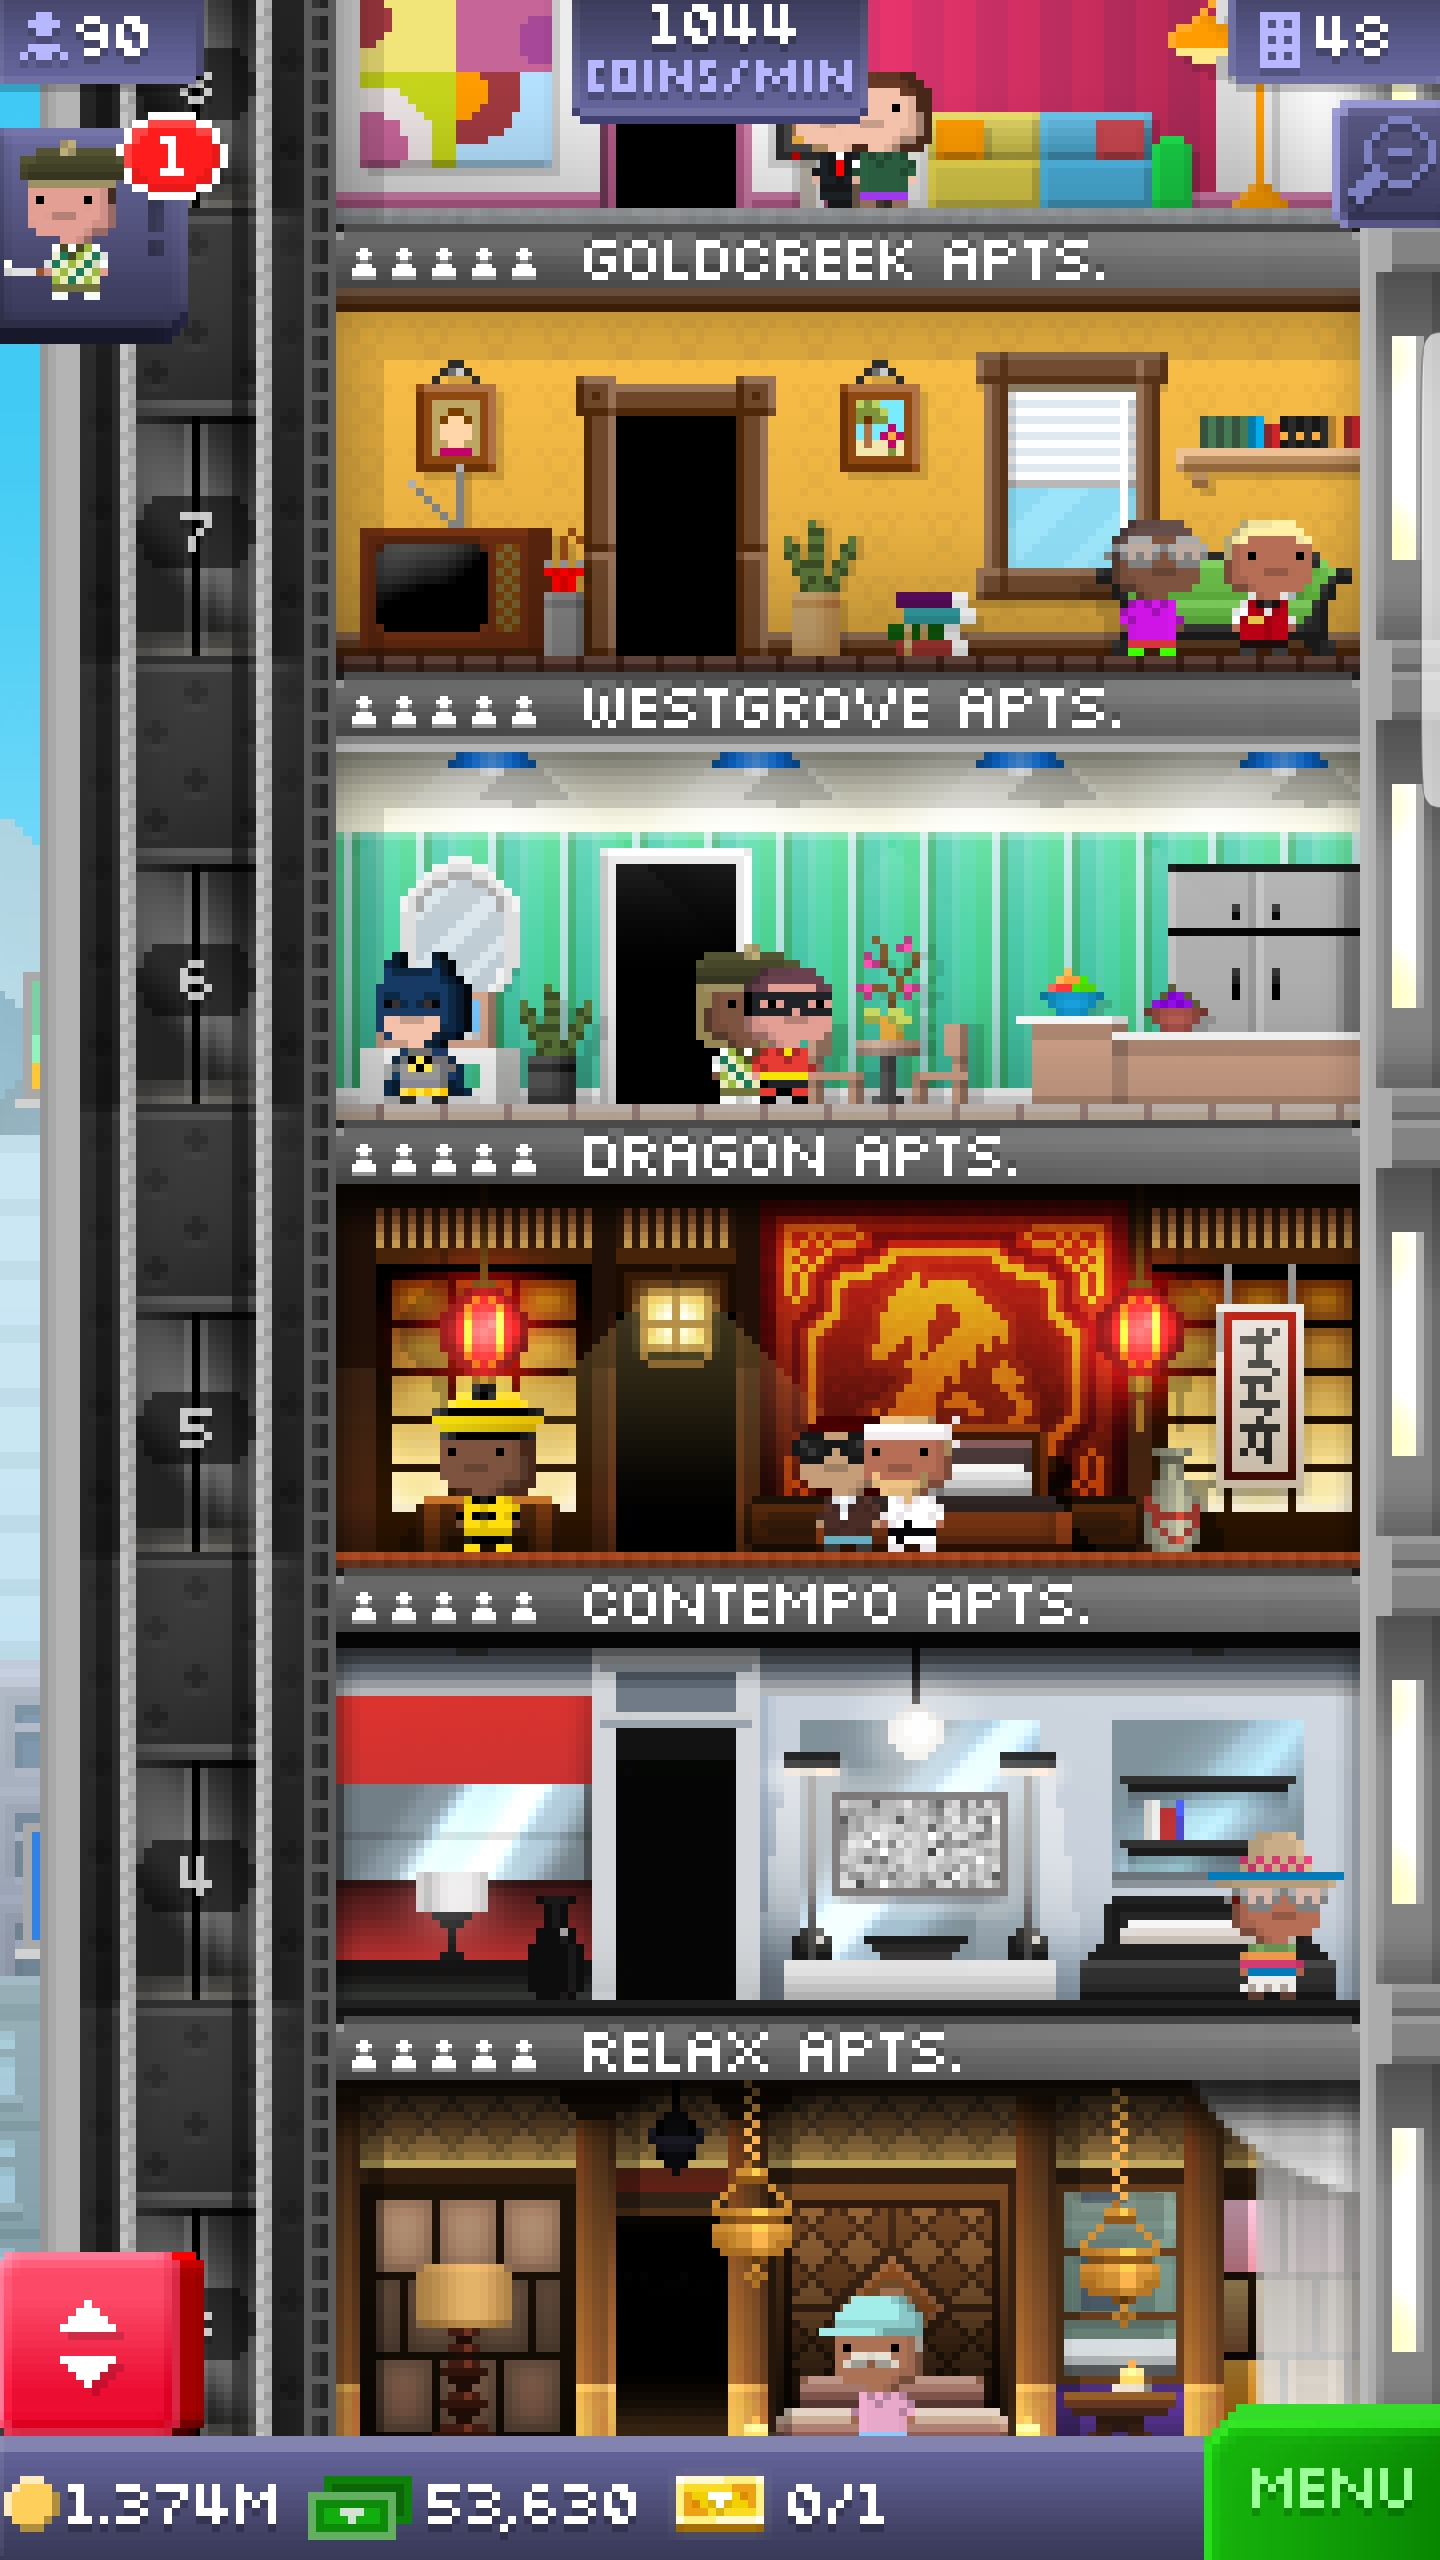 90
1044
COINS/MIN
48
1
GOLDCREEK APTS.
7
WESTGROVE APTS.
6
DRAGON APTS.
5
CONTEMPO APTS.
4
RELAX APTS.
1.374M
53,630
0/1
MENU